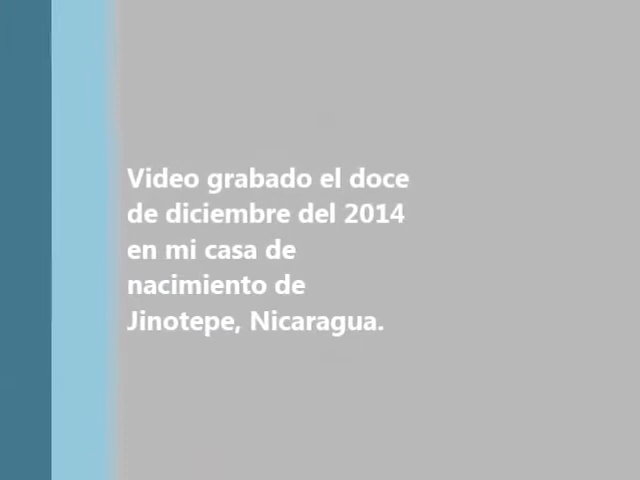 Video grabado el doce
de diciembre del 2014
en mi casa de
nacimiento de
Jinotepe, Nicaragua.